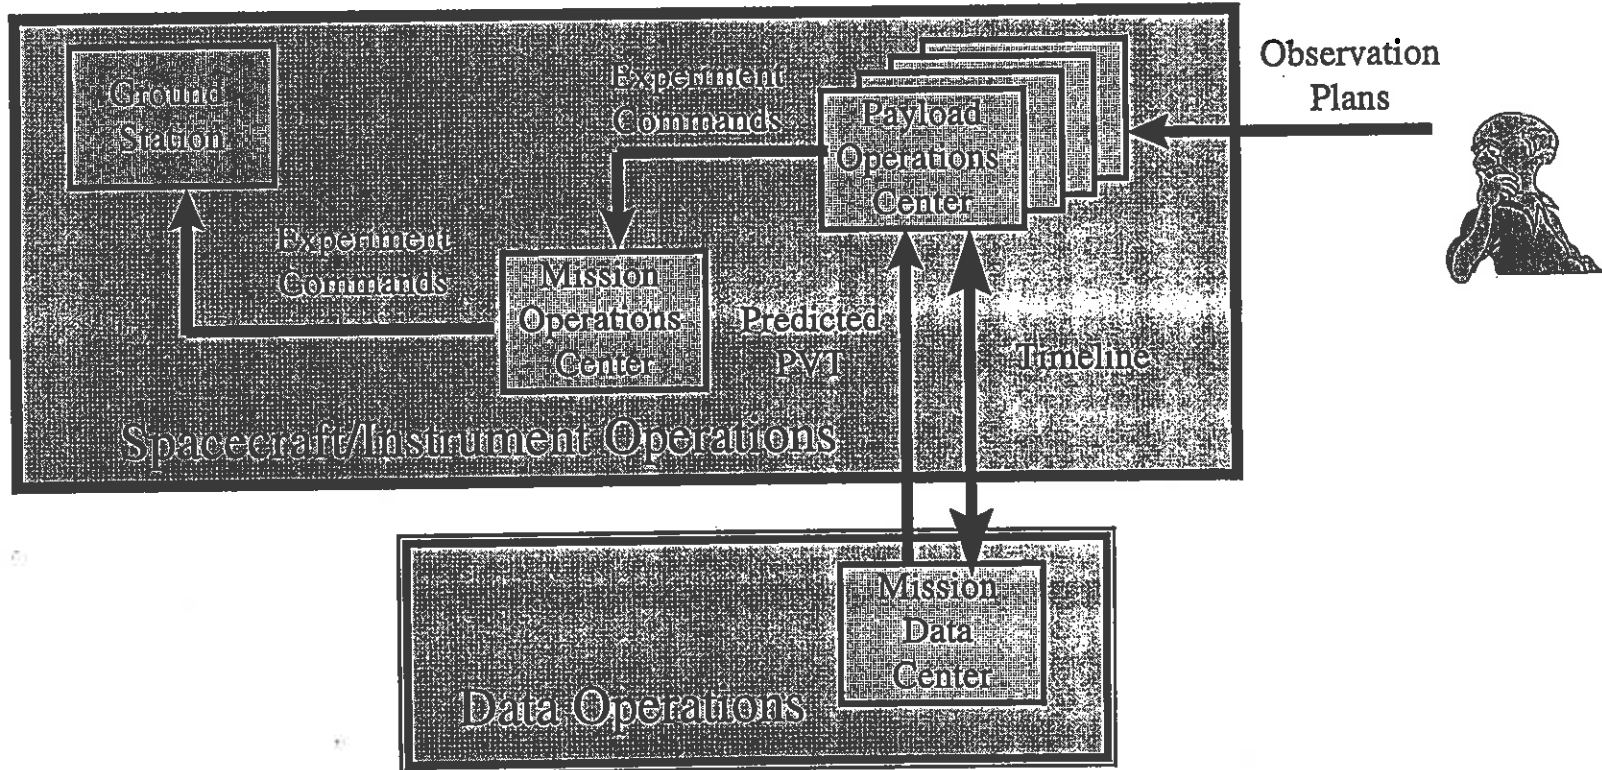 Observation
Plans
Ground
Station
Experiment
Commands
Payload
Operations
Center
Experiment
Commands
Mission
Operations
Center
Predicted
PVT
Timeline
Spacecraft/Instrument Operations
Mission
Data
Center
Data Operations